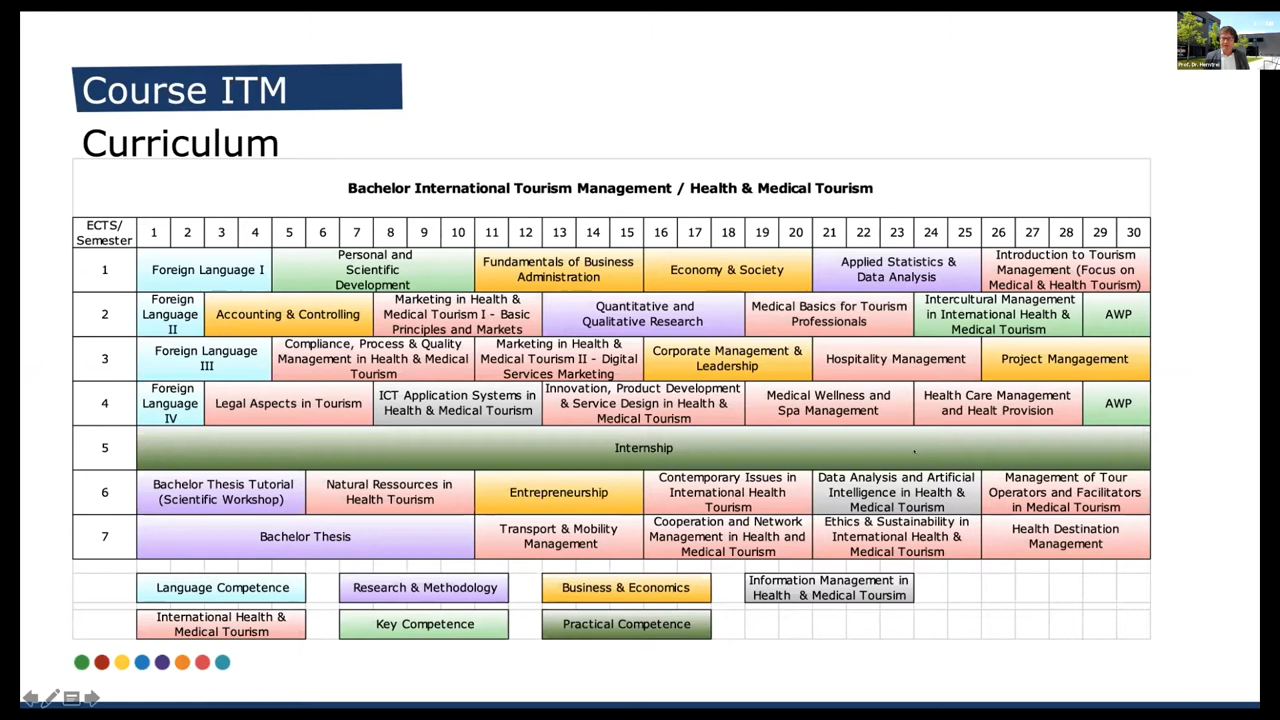 Course ITM
Curriculum
Bachelor International Tourism Management / Health & Medical Tourism
ECTS/
Semester
1 2 3 4 5 6 7 8 9 10 11 12 13 14 15 16 17 18 19 20 21 22 23 24 25 26 27 28 29 30
1
Foreign Language I
Personal and
Scientific
Development
Fundamentals of Business
Administration
Economy & Society
Applied Statistics &
Data Analysis
Introduction to Tourism
Management (Focus on
Medical & Health Tourism)
2
Foreign
Language
II
Accounting & Controlling
Marketing in Health &
Medical Tourism I - Basic
Principles and Markets
Quantitative and
Qualitative Research
Medical Basics for Tourism
Professionals
Intercultural Management
in International Health &
Medical Tourism
AWP
3
Foreign Language
III
Compliance, Process & Quality
Management in Health & Medical
Tourism
Marketing in Health &
Medical Tourism II - Digital
Services Marketing
Corporate Management &
Leadership
Hospitality Management
Project Mangagement
4
Foreign
Language
IV
Legal Aspects in Tourism
ICT Application Systems in
Health & Medical Tourism
Innovation, Product Development
& Service Design in Health &
Medical Tourism
Medical Wellness and
Spa Management
Health Care Management
and Healt Provision
AWP
5
Internship
6
Bachelor Thesis Tutorial
(Scientific Workshop)
Natural Ressources in
Health Tourism
Entrepreneurship
Contemporary Issues in
International Health
Tourism
Data Analysis and Artificial
Intelligence in Health &
Medical Tourism
Management of Tour
Operators and Facilitators
in Medical Tourism
7
Bachelor Thesis
Transport & Mobility
Management
Cooperation and Network
Management in Health and
Medical Tourism
Ethics & Sustainability in
International Health &
Medical Tourism
Health Destination
Management
Language Competence
Research & Methodology
Business & Economics
Information Management in
Health & Medical Toursim
International Health &
Medical Tourism
Key Competence
Practical Competence